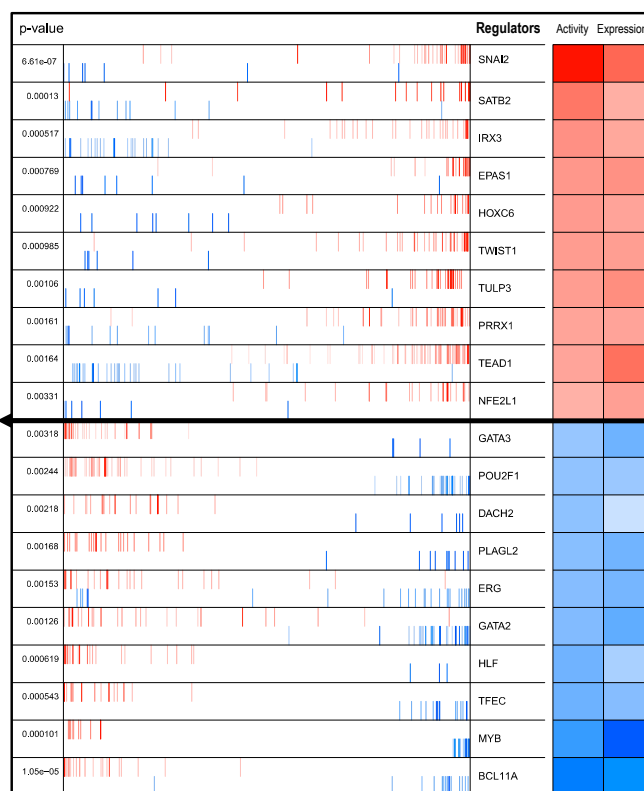 p-value Regulators Activity Expression
6.61e-07 SNAI2
0.00013 SATB2
0.000517 IRX3
0.000769 EPAS1
0.000922 HOXC6
0.000985 TWIST1
0.00106 TULP3
0.00161 PRRX1
0.00164 TEAD1
0.00331 NFE2L1
0.00318 GATA3
0.00244 POU2F1
0.00218 DACH2
0.00168 PLAGL2
0.00153 ERG
0.00126 GATA2
0.000619 HLF
0.000543 TFEC
0.000101 MYB
1.05e-05 BCL11A